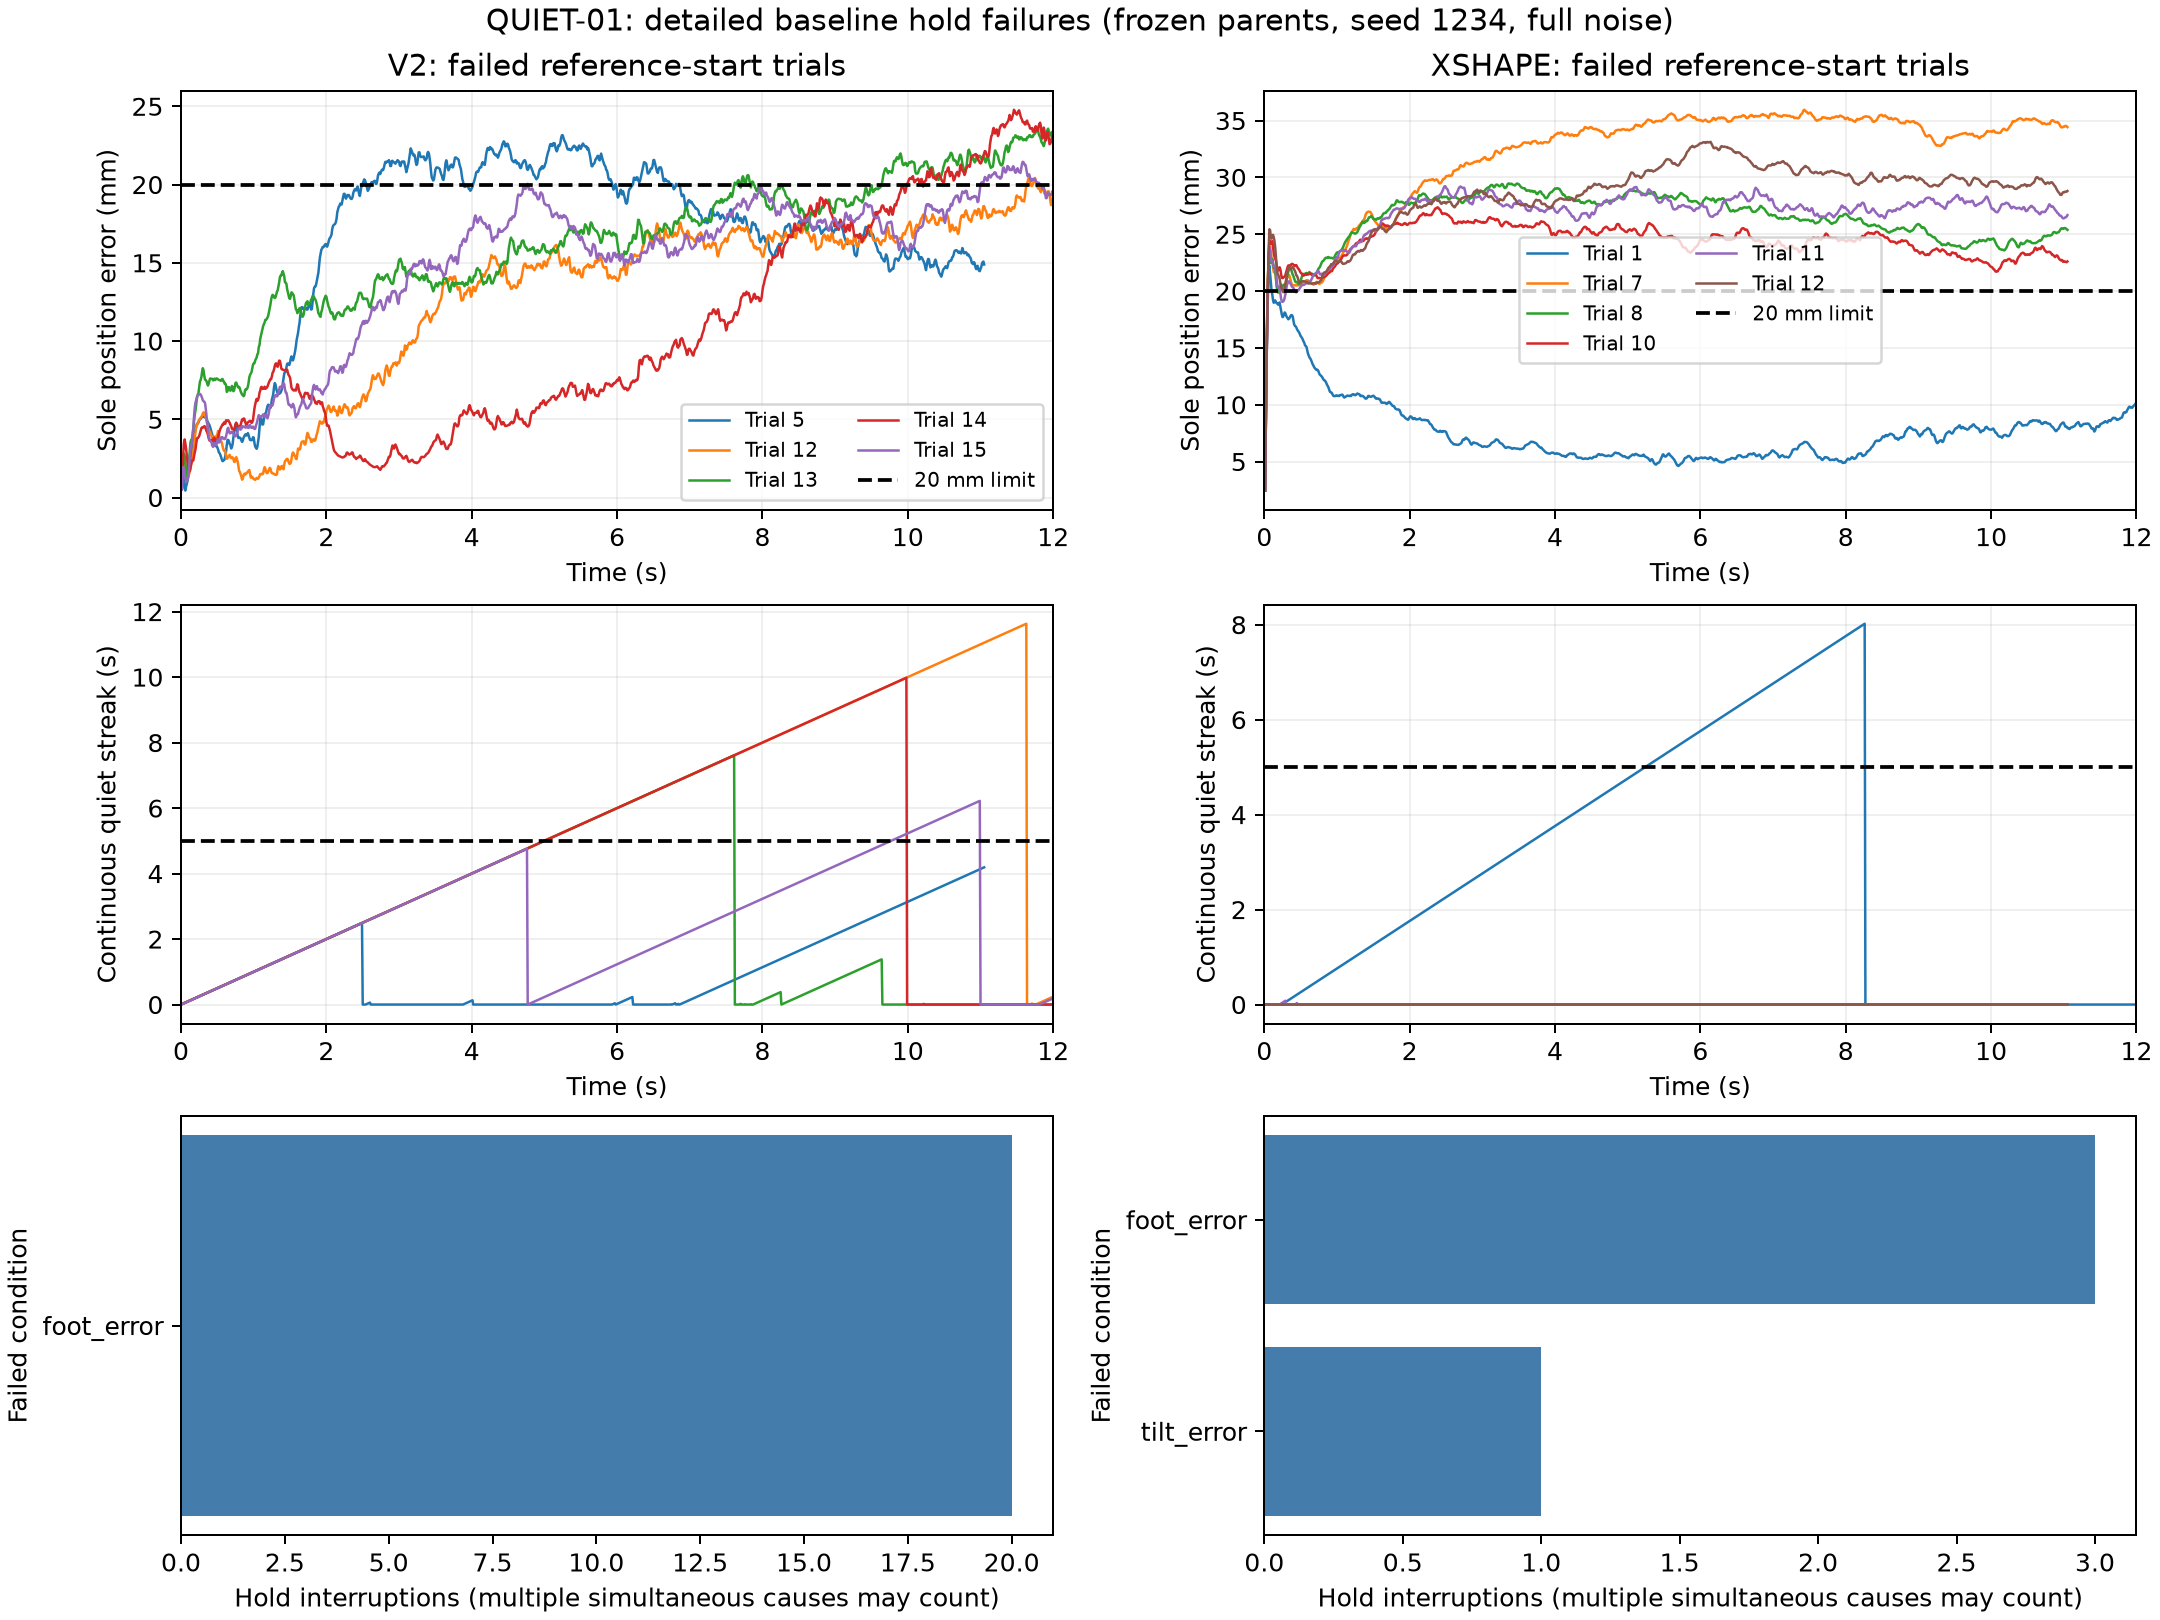 QUIET-01: detailed baseline hold failures (frozen parents, seed 1234, full noise)
V2: failed reference-start trials
Sole position error (mm)
25
20
15
10
5
0
Trial 5
Trial 12
Trial 13
Trial 14
Trial 15
20 mm limit
0 2 4 6 8 10 12
Time (s)
XSHAPE: failed reference-start trials
Sole position error (mm)
35
30
25
20
15
10
5
Trial 1
Trial 7
Trial 8
Trial 10
Trial 11
Trial 12
20 mm limit
0 2 4 6 8 10 12
Time (s)
Continuous quiet streak (s)
12
10
8
6
4
2
0
0 2 4 6 8 10 12
Time (s)
Continuous quiet streak (s)
8
6
4
2
0
0 2 4 6 8 10 12
Time (s)
Failed condition
foot_error
0.0 2.5 5.0 7.5 10.0 12.5 15.0 17.5 20.0
Hold interruptions (multiple simultaneous causes may count)
Failed condition
foot_error
tilt_error
0.0 0.5 1.0 1.5 2.0 2.5 3.0
Hold interruptions (multiple simultaneous causes may count)